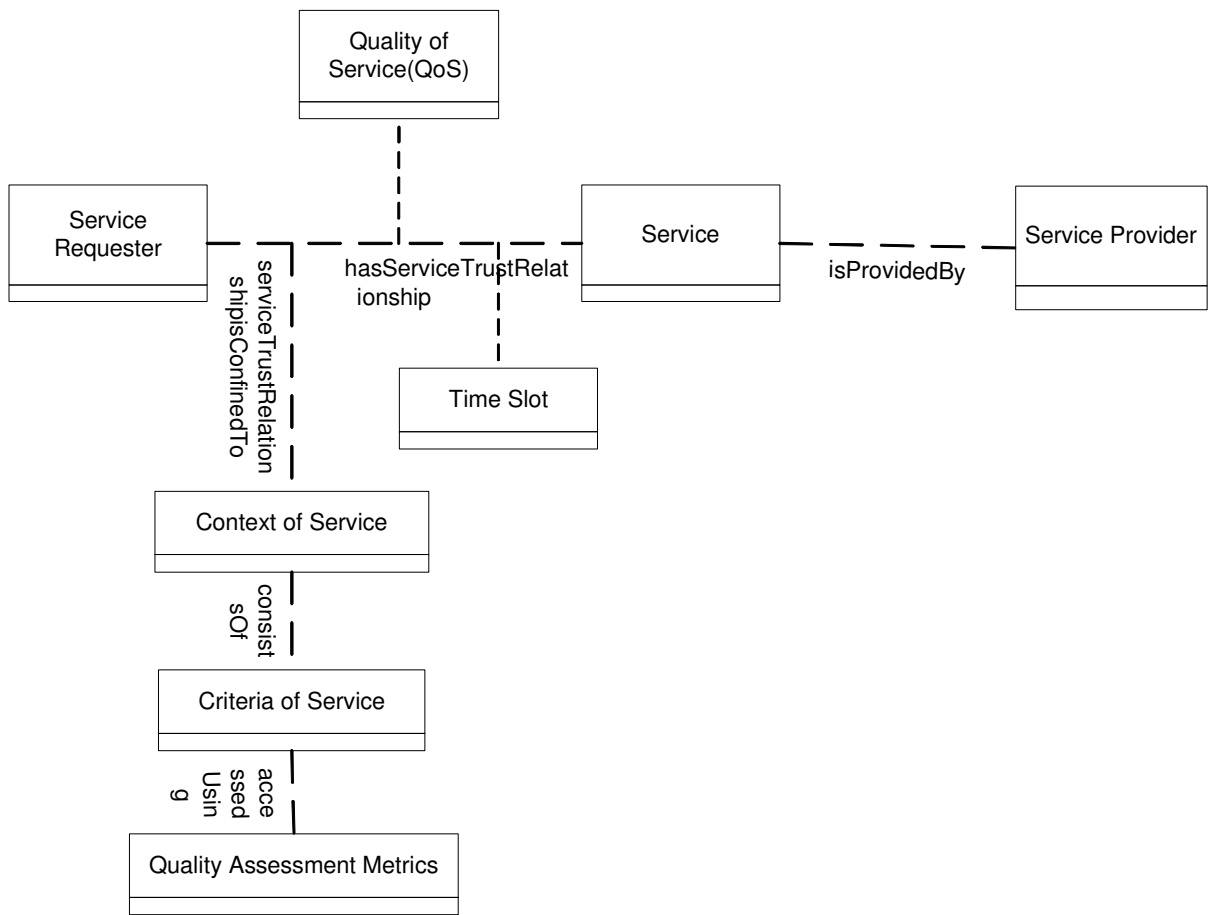 Quality of
Service(QoS)
Service
Requester
Service
Service Provider
hasServiceTrustRelat
ionship
isProvidedBy
serviceTrustRelation
shipisConfinedTo
Time Slot
Context of Service
consist
sOf
Criteria of Service
acce
ssed
Usin
g
Quality Assessment Metrics